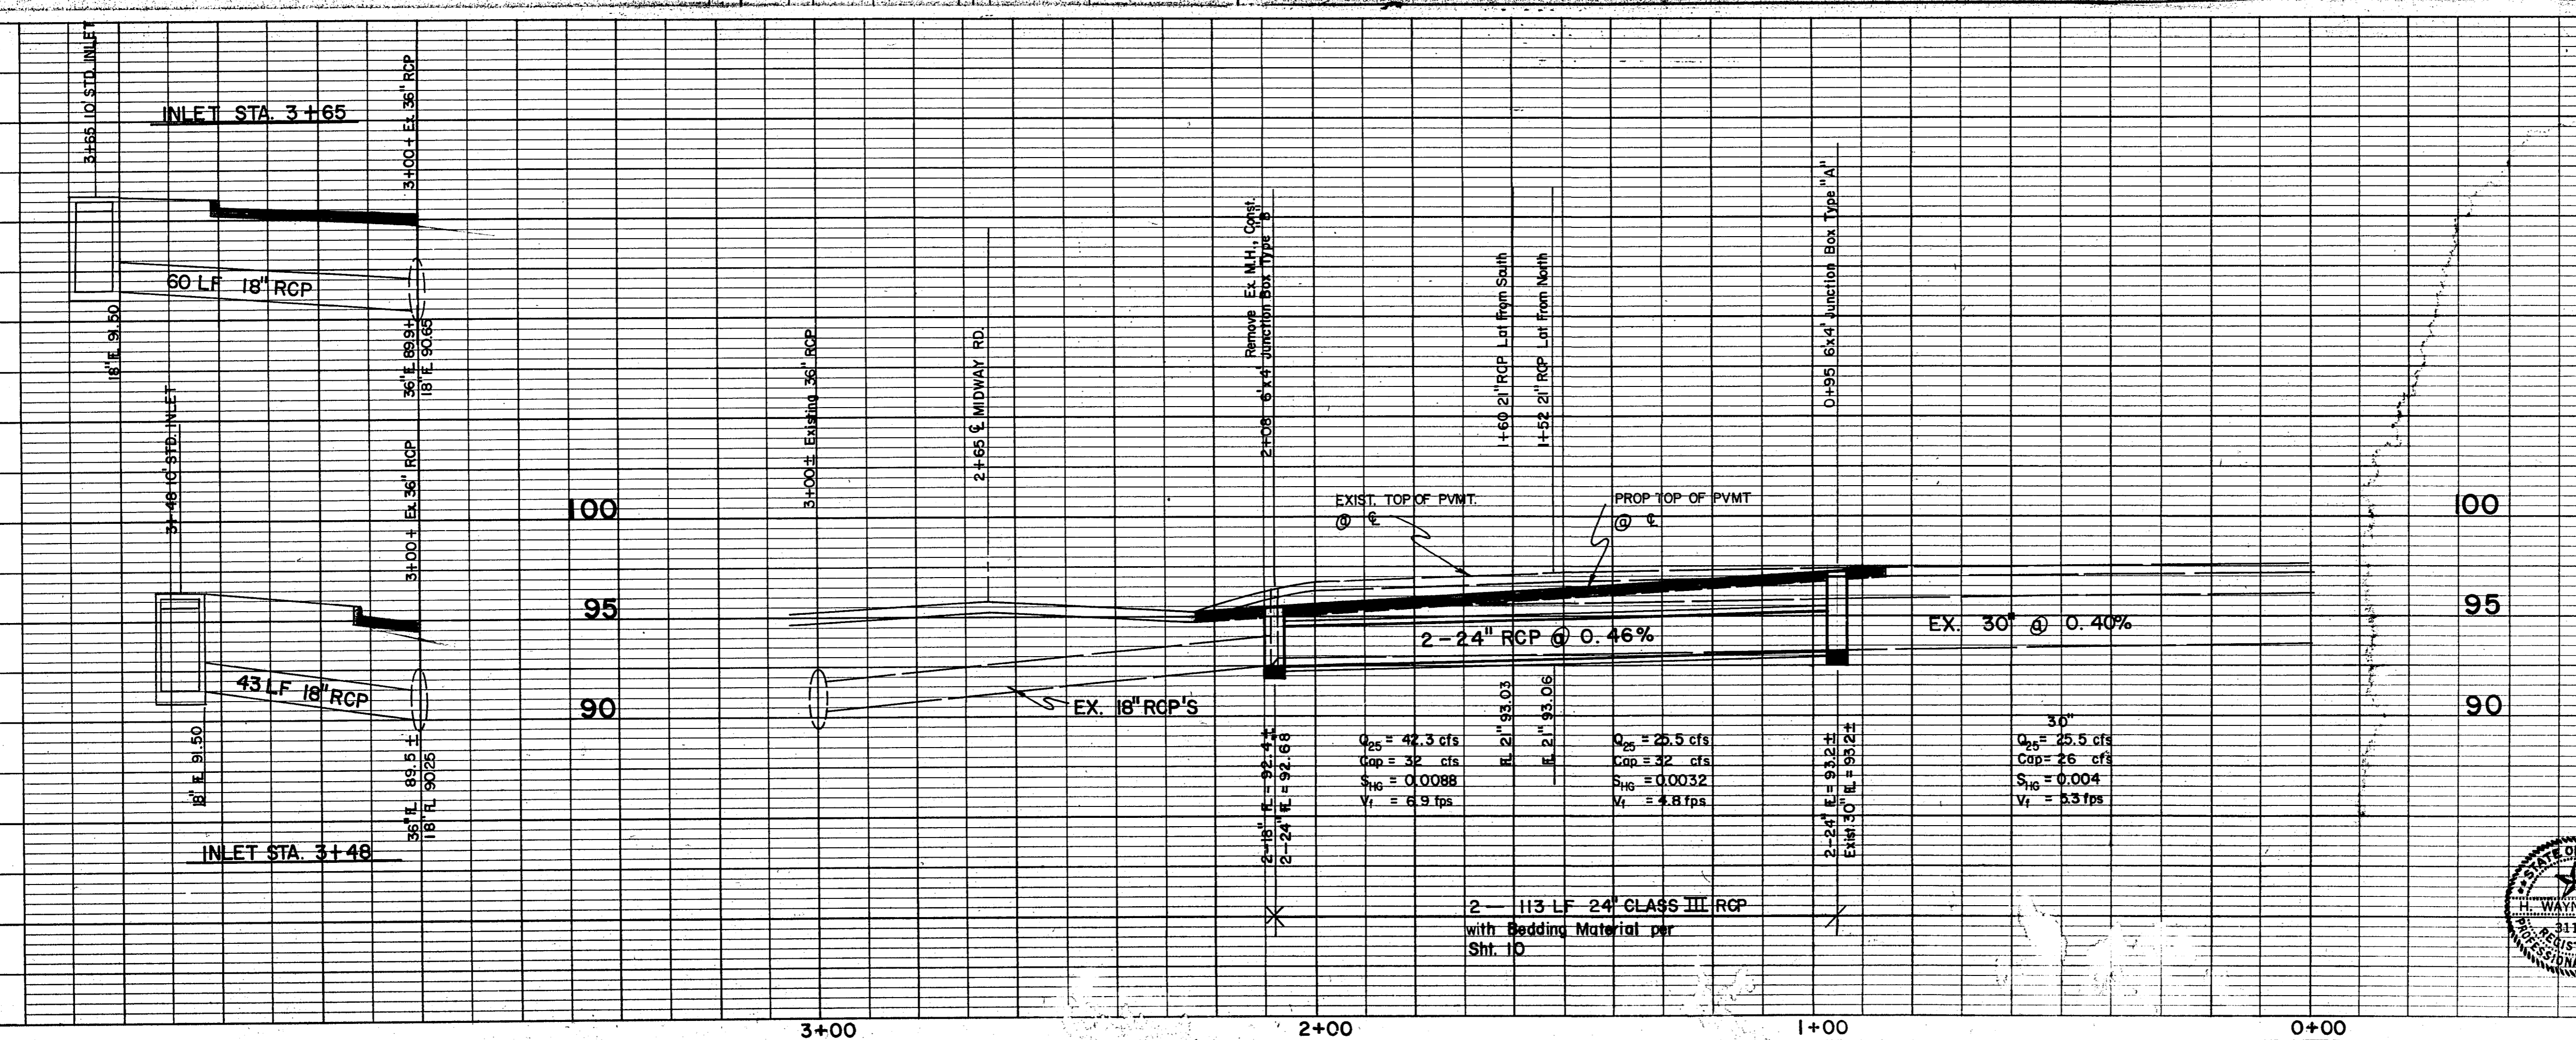 3+65 10' STD. INLET
INLET STA. 3+65
3+00+ Ex 36" RCP
60 LF 18" RCP
18" FL 91.50
36" FL 89.9+
18" FL 90.65
3+48 10' STD. INLET
3+00+ Ex 36" RCP
43 LF 18" RCP
18" FL 91.50
36" FL 89.5 ±
18" FL 90.25
INLET STA. 3+48
100
95
90
3+00± Existing 36" RCP
2+65 ℄ MIDWAY RD.
Remove Ex. M.H., Const.
2+08 6'x4' Junction Box Type "B"
1+60 21" RCP Lat From South
1+52 21" RCP Lat From North
0+95 6x4' Junction Box Type "A"
EXIST. TOP OF PVMT.
@ ℄
PROP TOP OF PVMT
@ ℄
2-24" RCP @ 0.46%
EX. 30" @ 0.40%
EX. 18" RCP'S
100
95
90
2-18" FL = 92.4±
2-24" FL = 92.68
Q25 = 42.3 cfs
Cap = 32 cfs
SHG = 0.0088
Vf = 6.9 fps
FL 21" 93.03
FL 21" 93.06
Q25 = 25.5 cfs
Cap = 32 cfs
SHG = 0.0032
Vf = 4.8 fps
2-24" FL = 93.2±
Exist. 30" FL = 93.2±
30"
Q25 = 25.5 cfs
Cap = 26 cfs
SHG = 0.004
Vf = 5.3 fps
2- 113 LF 24" CLASS III RCP
with Bedding Material per
Sht. 10
STATE OF
H. WAYN
311
REGIST
PROFESSIONA
3+00
2+00
1+00
0+00